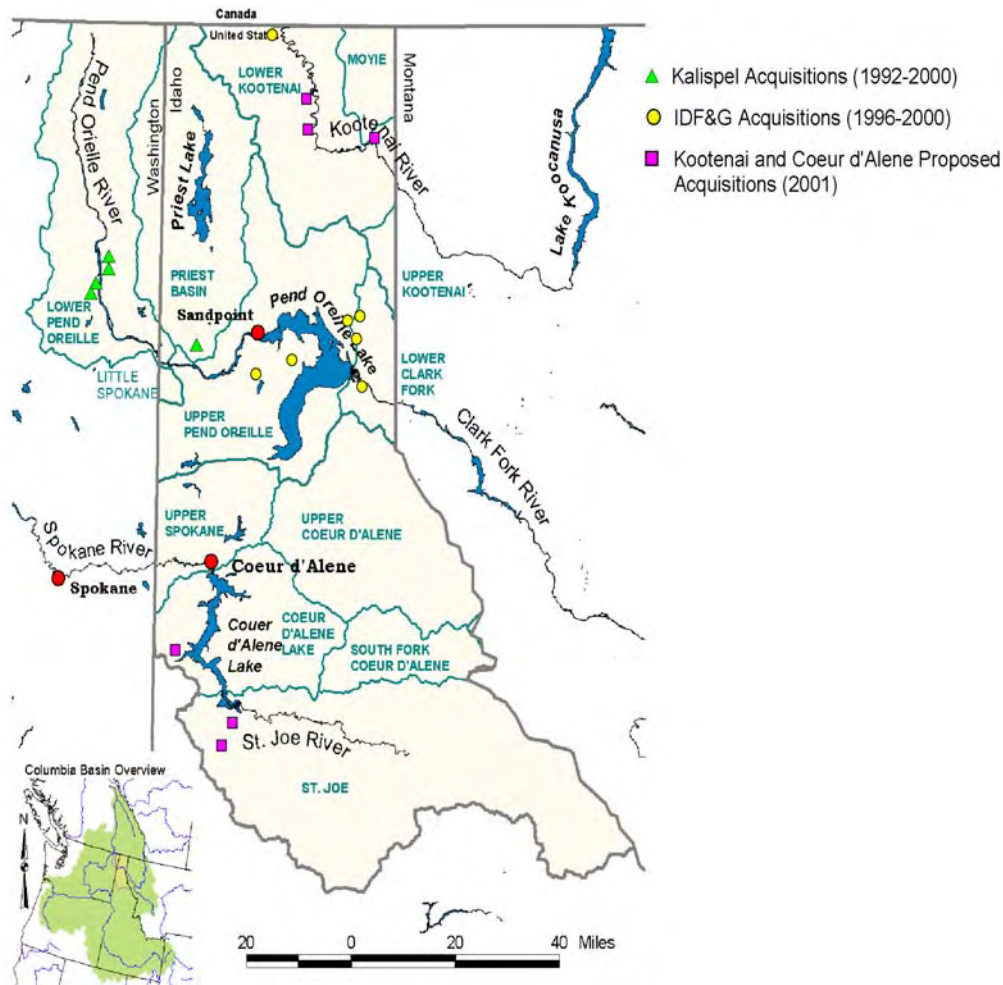 Canada
United Stat
Pend Orielle River
Washington
Idaho
LOWER
KOOTENAI
MOYIE
Montana
Kootenai River
Priest Lake
Lake Koocanusa
PRIEST
BASIN
UPPER
KOOTENAI
LOWER
PEND
OREILLE
Sandpoint
Pend Oreille Lake
LITTLE
SPOKANE
LOWER
CLARK
FORK
UPPER
PEND OREILLE
Clark Fork River
UPPER
SPOKANE
UPPER
COEUR D'ALENE
Spokane River
Spokane
Coeur d'Alene
Couer
d'Alene
Lake
COEUR
D'ALENE
LAKE
SOUTH FORK
COEUR D'ALENE
St. Joe River
ST. JOE
Kalispel Acquisitions (1992-2000)
IDF&G Acquisitions (1996-2000)
Kootenai and Coeur d'Alene Proposed
Acquisitions (2001)
Columbia Basin Overview
N
20 0 20 40 Miles